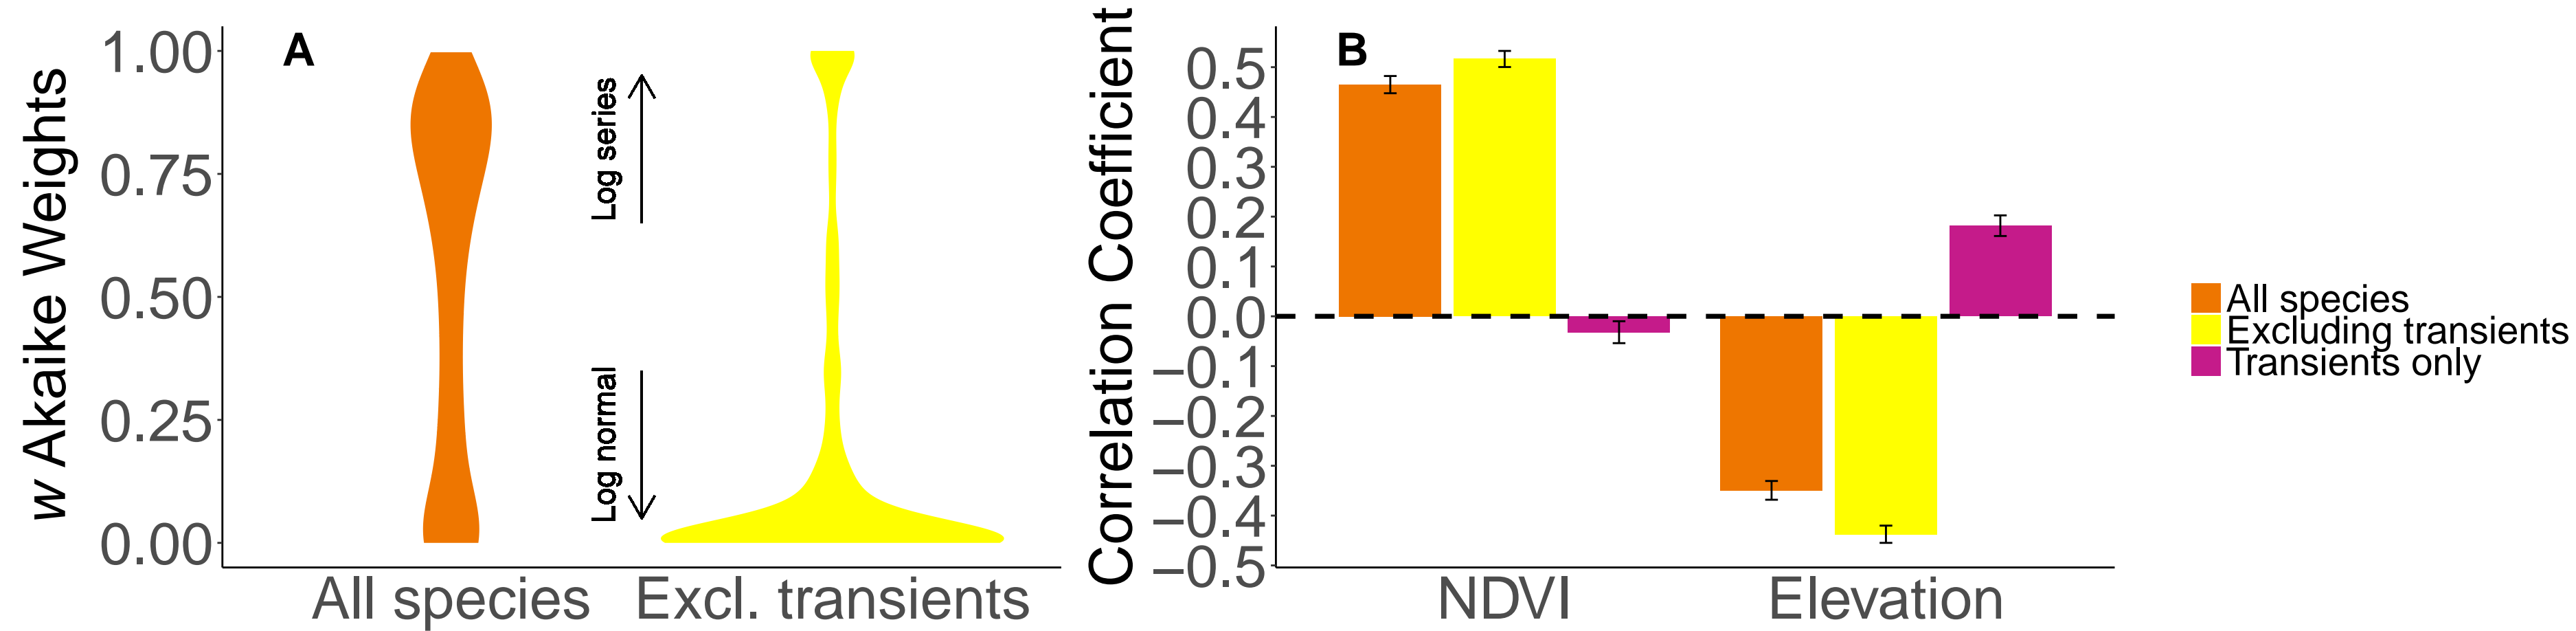 A
w Akaike Weights
1.00
0.75
0.50
0.25
0.00
Log series
Log normal
All species
Excl. transients
B
Correlation Coefficient
0.5
0.4
0.3
0.2
0.1
0.0
−0.1
−0.2
−0.3
−0.4
−0.5
NDVI
Elevation
All species
Excluding transients
Transients only